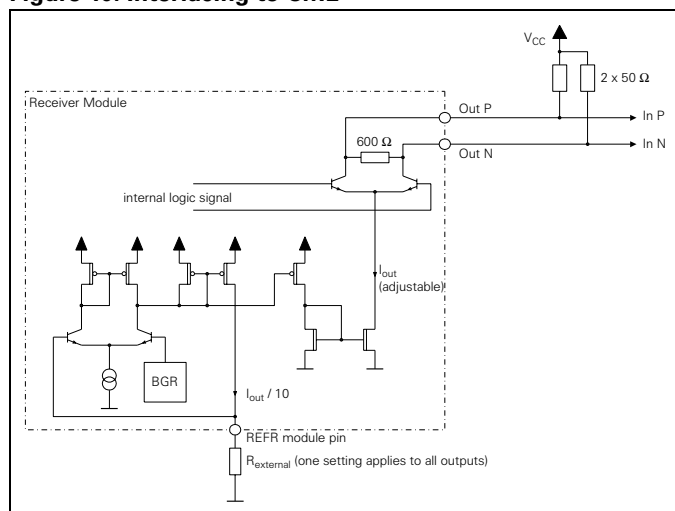 Figure 10. Interfacing to CML
VCC
2 x 50 Ω
Receiver Module
Out P
In P
600 Ω
In N
Out N
internal logic signal
Iout
(adjustable)
BGR
Iout / 10
REFR module pin
Rexternal (one setting applies to all outputs)